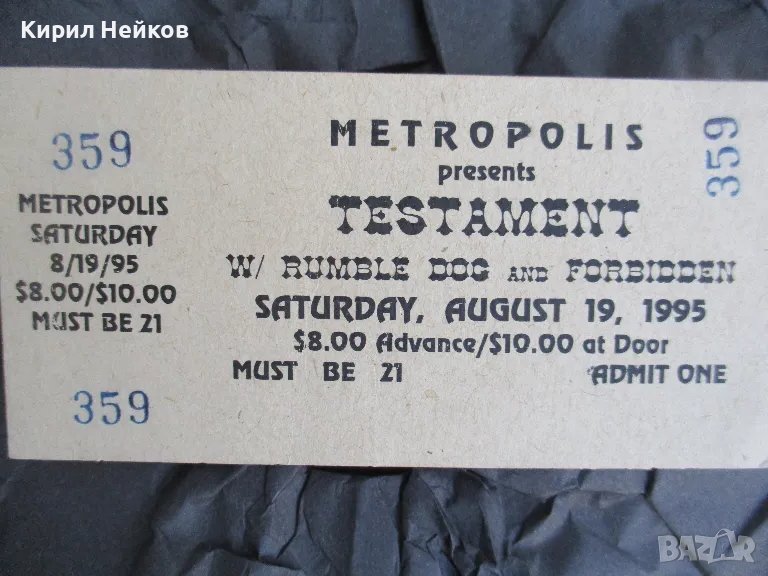 Кирил Нейков
359
METROPOLIS
SATURDAY
8/19/95
$8.00/$10.00
MUST BE 21
359
METROPOLIS
presents
TESTAMENT
W/ RUMBLE DOG AND FORBIDDEN
SATURDAY, AUGUST 19, 1995
$8.00 Advance/$10.00 at Door
MUST BE 21 ADMIT ONE
359
BAZAR